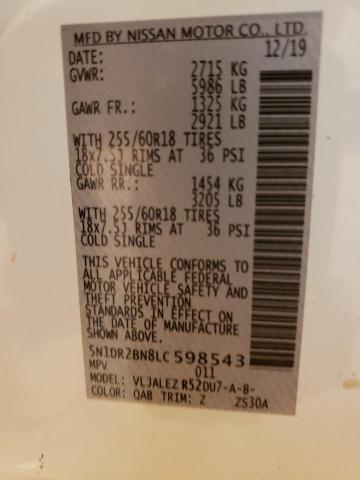 MFD BY NISSAN MOTOR CO., LTD.
DATE: 12/19
GVWR: 2715 KG
5986 LB
GAWR FR.: 1325 KG
2921 LB
WITH 255/60R18 TIRES
18x7.5J RIMS AT 36 PSI
COLD SINGLE
GAWR RR.: 1454 KG
3205 LB
WITH 255/60R18 TIRES
18x7.5J RIMS AT 36 PSI
COLD SINGLE
THIS VEHICLE CONFORMS TO
ALL APPLICABLE FEDERAL
MOTOR VEHICLE SAFETY AND
THEFT PREVENTION
STANDARDS IN EFFECT ON
THE DATE OF MANUFACTURE
SHOWN ABOVE.
5N1DR2BN8LC 598543
MPV 011
MODEL: VLJALEZ R52DU7-A-8-
COLOR: QAB TRIM: Z ZS30A